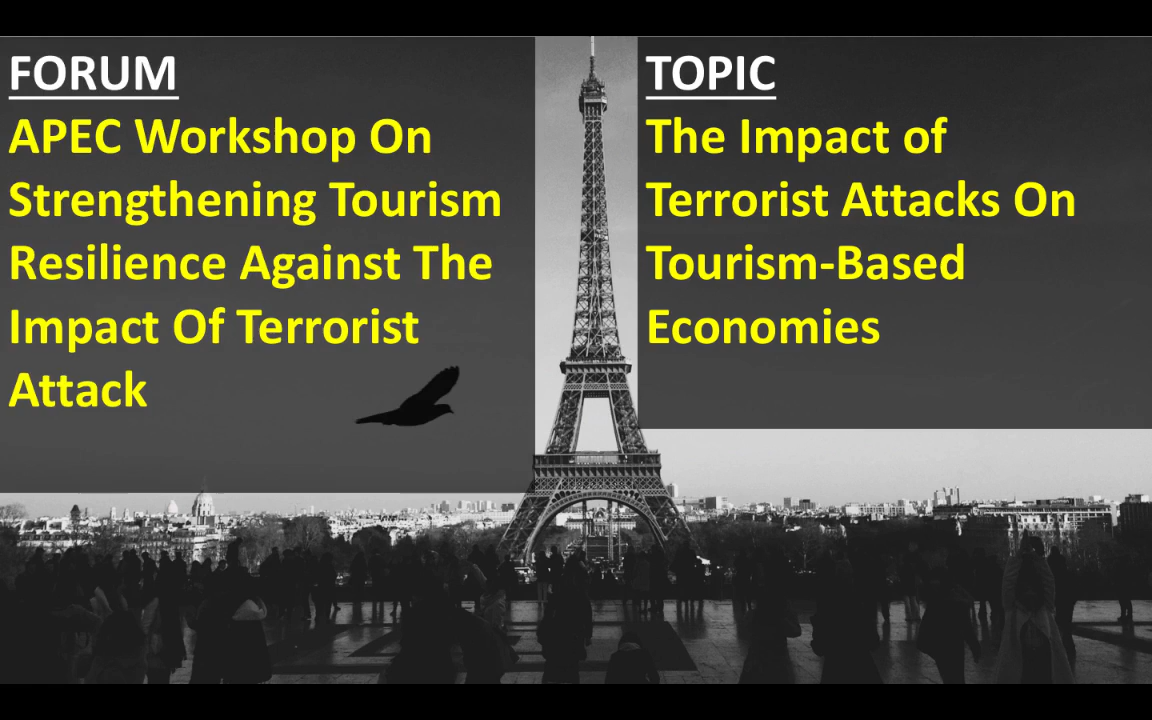 FORUM
APEC Workshop On
Strengthening Tourism
Resilience Against The
Impact Of Terrorist
Attack
TOPIC
The Impact of
Terrorist Attacks On
Tourism-Based
Economies